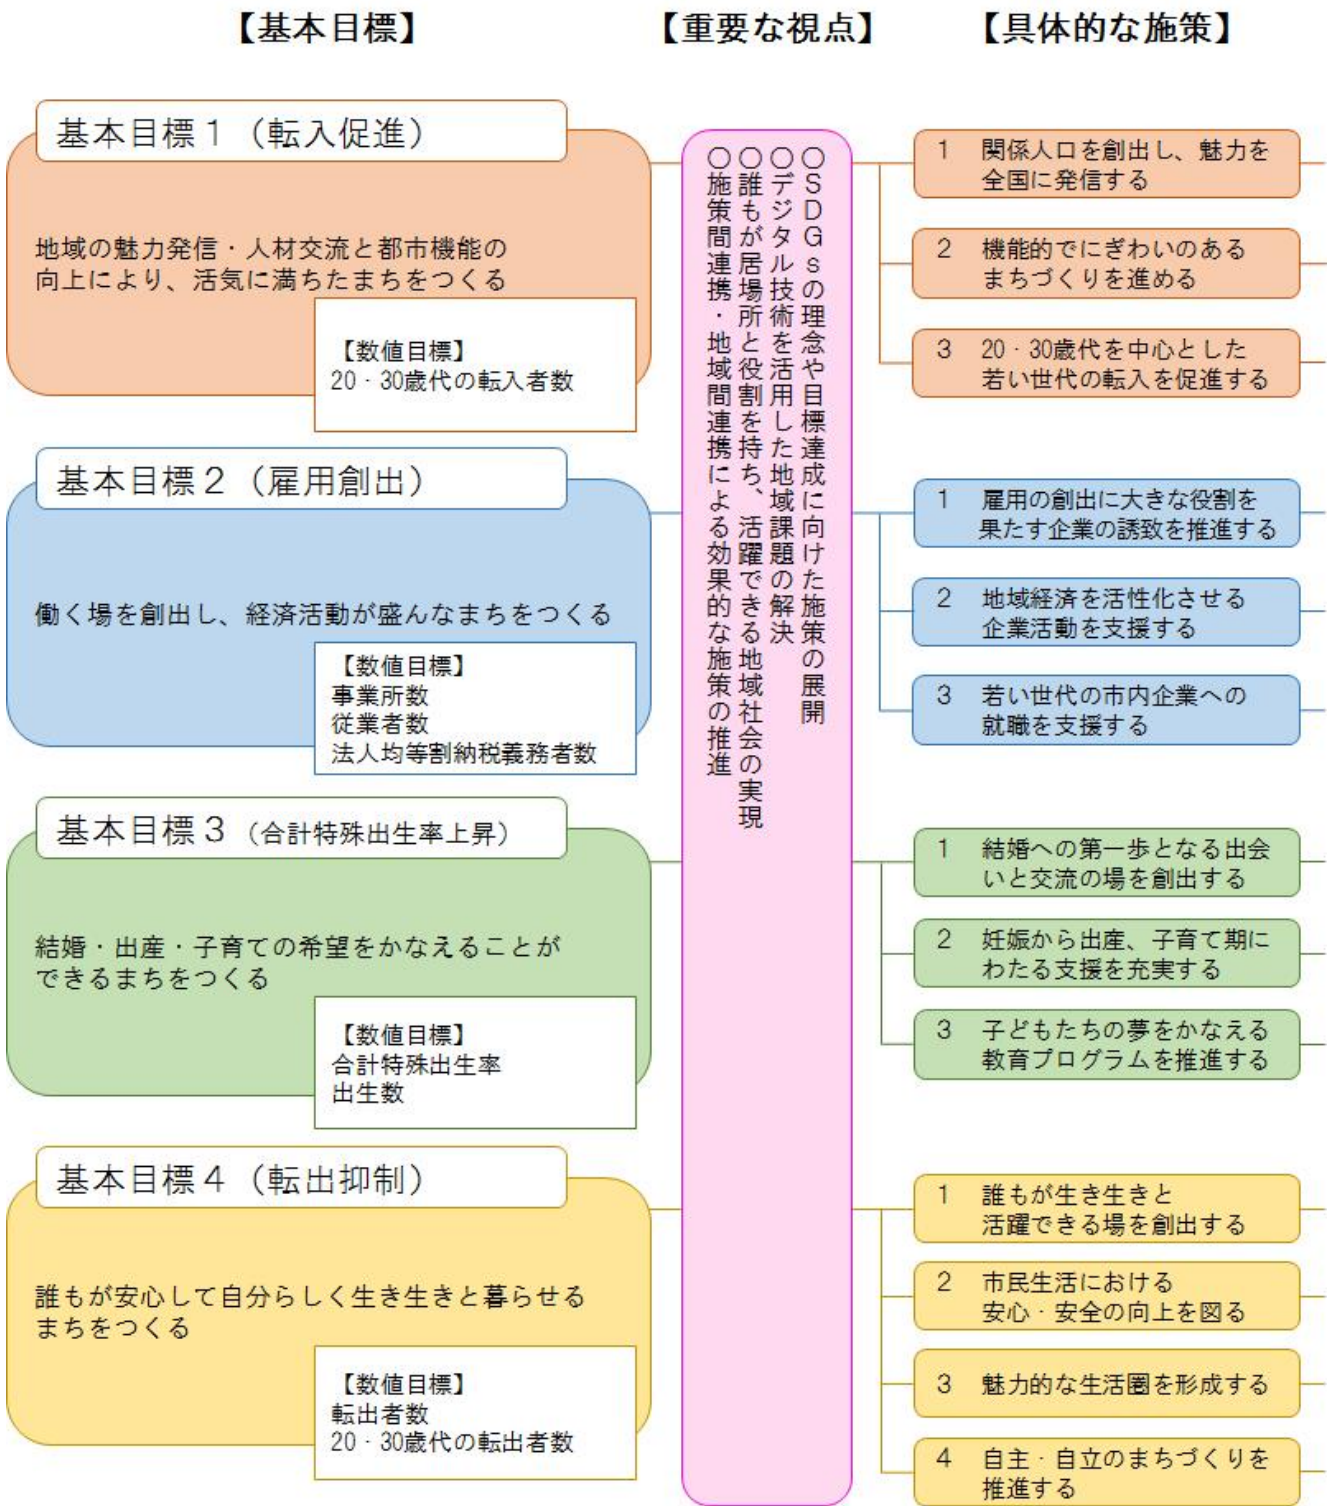 【基本目標】
【重要な視点】
【具体的な施策】
基本目標１（転入促進）
地域の魅力発信・人材交流と都市機能の
向上により、活気に満ちたまちをつくる
【数値目標】
20・30歳代の転入者数
基本目標２（雇用創出）
働く場を創出し、経済活動が盛んなまちをつくる
【数値目標】
事業所数
従業者数
法人均等割納税義務者数
基本目標３（合計特殊出生率上昇）
結婚・出産・子育ての希望をかなえることが
できるまちをつくる
【数値目標】
合計特殊出生率
出生数
基本目標４（転出抑制）
誰もが安心して自分らしく生き生きと暮らせる
まちをつくる
【数値目標】
転出者数
20・30歳代の転出者数
○ＳＤＧｓの理念や目標達成に向けた施策の展開
○デジタル技術を活用した地域課題の解決
○誰もが居場所と役割を持ち、活躍できる地域社会の実現
○施策間連携・地域間連携による効果的な施策の推進
1 関係人口を創出し、魅力を
全国に発信する
2 機能的でにぎわいのある
まちづくりを進める
3 20・30歳代を中心とした
若い世代の転入を促進する
1 雇用の創出に大きな役割を
果たす企業の誘致を推進する
2 地域経済を活性化させる
企業活動を支援する
3 若い世代の市内企業への
就職を支援する
1 結婚への第一歩となる出会
いと交流の場を創出する
2 妊娠から出産、子育て期に
わたる支援を充実する
3 子どもたちの夢をかなえる
教育プログラムを推進する
1 誰もが生き生きと
活躍できる場を創出する
2 市民生活における
安心・安全の向上を図る
3 魅力的な生活圏を形成する
4 自主・自立のまちづくりを
推進する